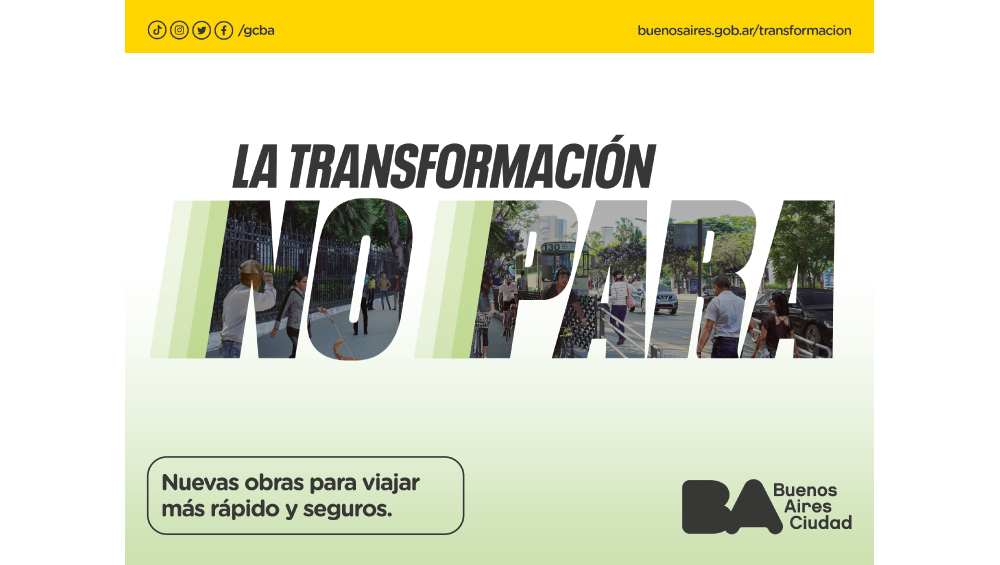 /gcba
buenosaires.gob.ar/transformacion
LA TRANSFORMACIÓN
NO PARA
130
Nuevas obras para viajar
más rápido y seguros.
BA
Buenos
Aires
Ciudad